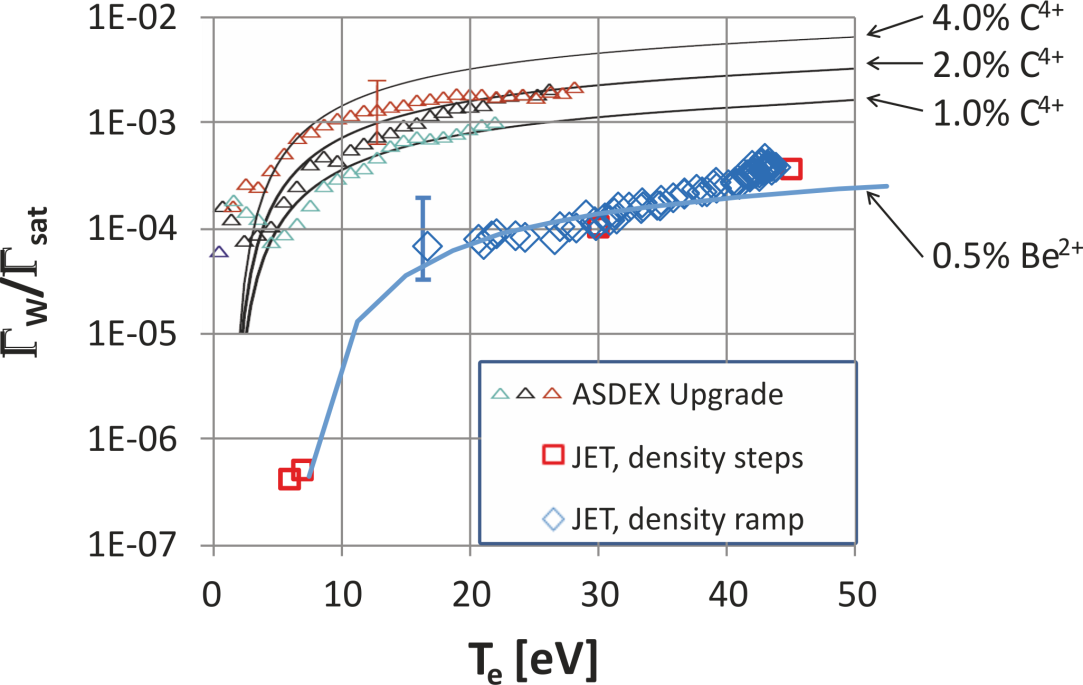 1E-02
1E-03
1E-04
1E-05
1E-06
1E-07
Γw/Γsat
4.0% C4+
2.0% C4+
1.0% C4+
0.5% Be2+
ASDEX Upgrade
JET, density steps
JET, density ramp
0 10 20 30 40 50
Te [eV]